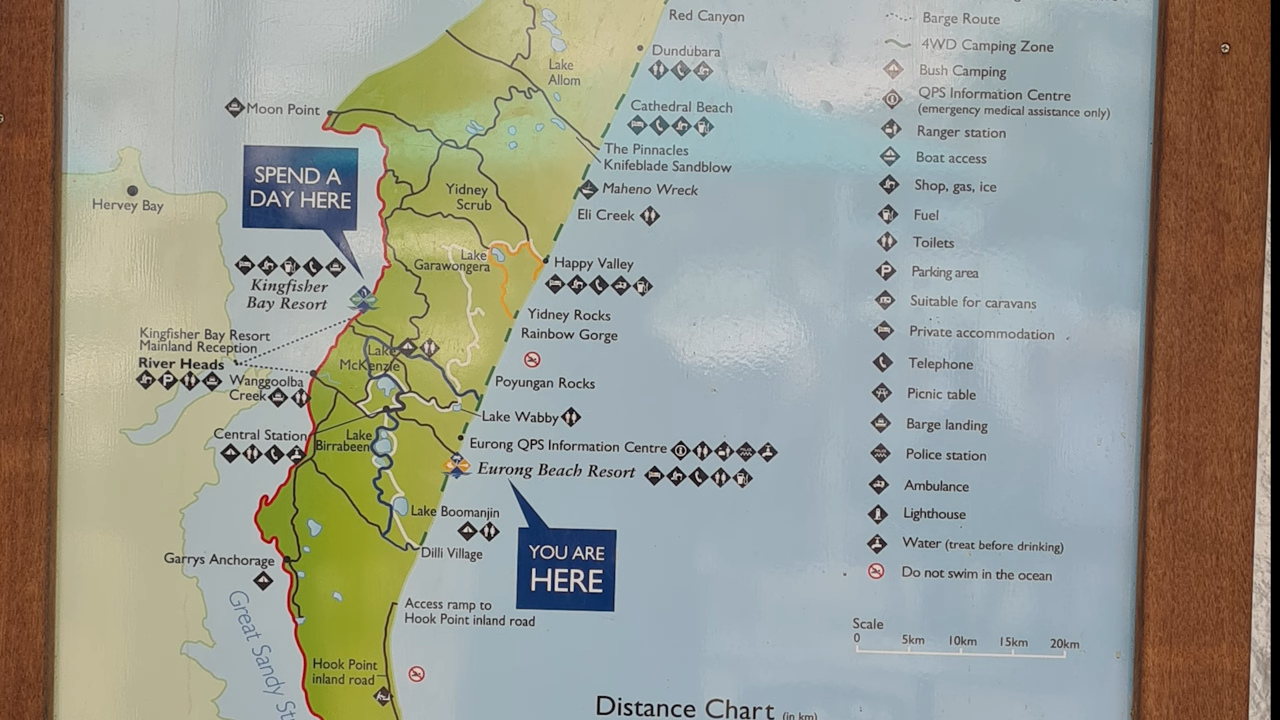 Red Canyon
Dundubara
Lake
Allom
Cathedral Beach
Moon Point
The Pinnacles
Knifeblade Sandblow
SPEND A
DAY HERE
Yidney
Scrub
Maheno Wreck
Hervey Bay
Eli Creek
Lake
Garawongera
Happy Valley
Kingfisher
Bay Resort
Yidney Rocks
Rainbow Gorge
Kingfisher Bay Resort
Mainland Reception
River Heads
Lake
McKenzie
Wanggoolba
Creek
Poyungan Rocks
Lake Wabby
Central Station
Lake
Birrabeen
Eurong QPS Information Centre
Eurong Beach Resort
Lake Boomanjin
YOU ARE
HERE
Dilli Village
Garrys Anchorage
Access ramp to
Hook Point inland road
Great Sandy St
Hook Point
inland road
Barge Route
4WD Camping Zone
Bush Camping
QPS Information Centre
(emergency medical assistance only)
Ranger station
Boat access
Shop, gas, ice
Fuel
Toilets
P Parking area
Suitable for caravans
Private accommodation
Telephone
Picnic table
Barge landing
Police station
Ambulance
Lighthouse
Water (treat before drinking)
Do not swim in the ocean
Scale
0 5km 10km 15km 20km
Distance Chart (in km)